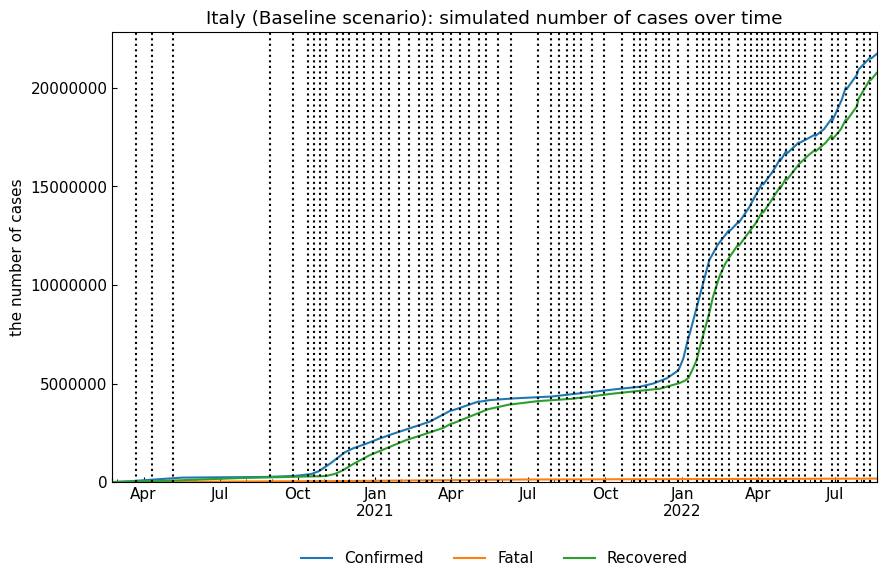 Italy (Baseline scenario): simulated number of cases over time
the number of cases
20000000
15000000
10000000
5000000
0
Apr Jul Oct Jan Apr Jul Oct Jan Apr Jul
2021 2022
Confirmed Fatal Recovered